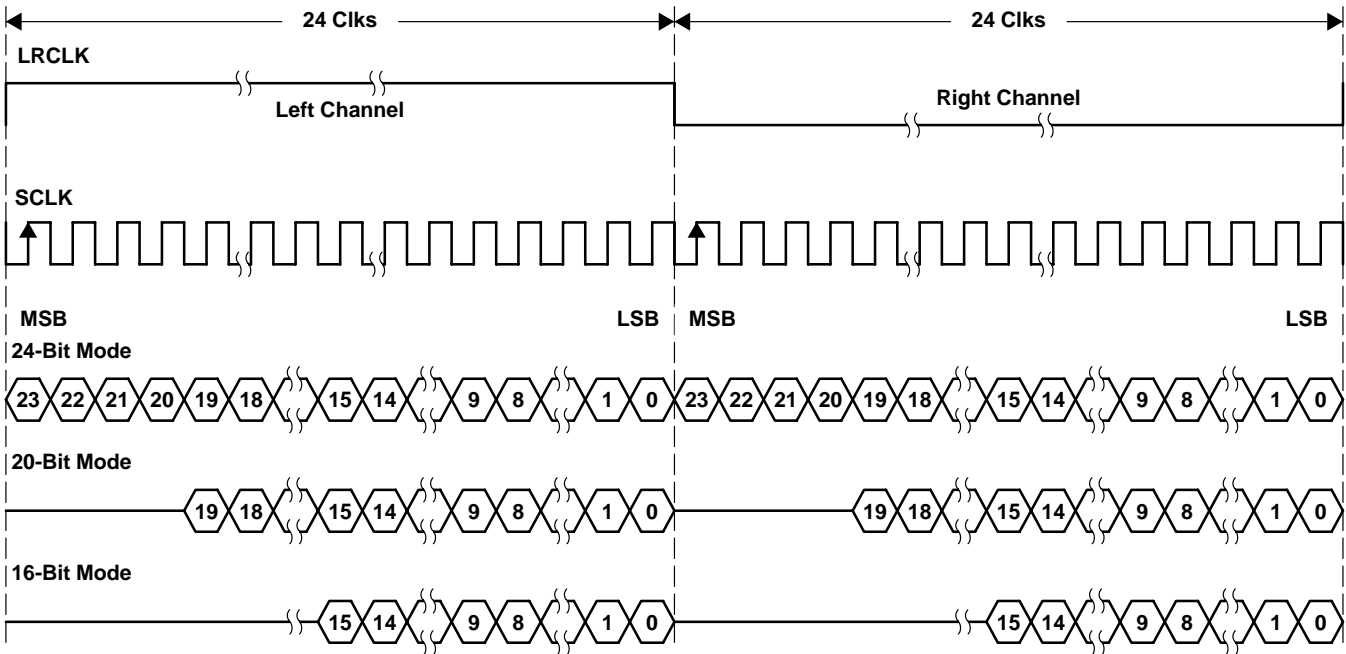 24 Clks 24 Clks
LRCLK
Left Channel Right Channel
SCLK
MSB LSB MSB LSB
24-Bit Mode
23 22 21 20 19 18 15 14 9 8 1 0 23 22 21 20 19 18 15 14 9 8 1 0
20-Bit Mode
19 18 15 14 9 8 1 0 19 18 15 14 9 8 1 0
16-Bit Mode
15 14 9 8 1 0 15 14 9 8 1 0